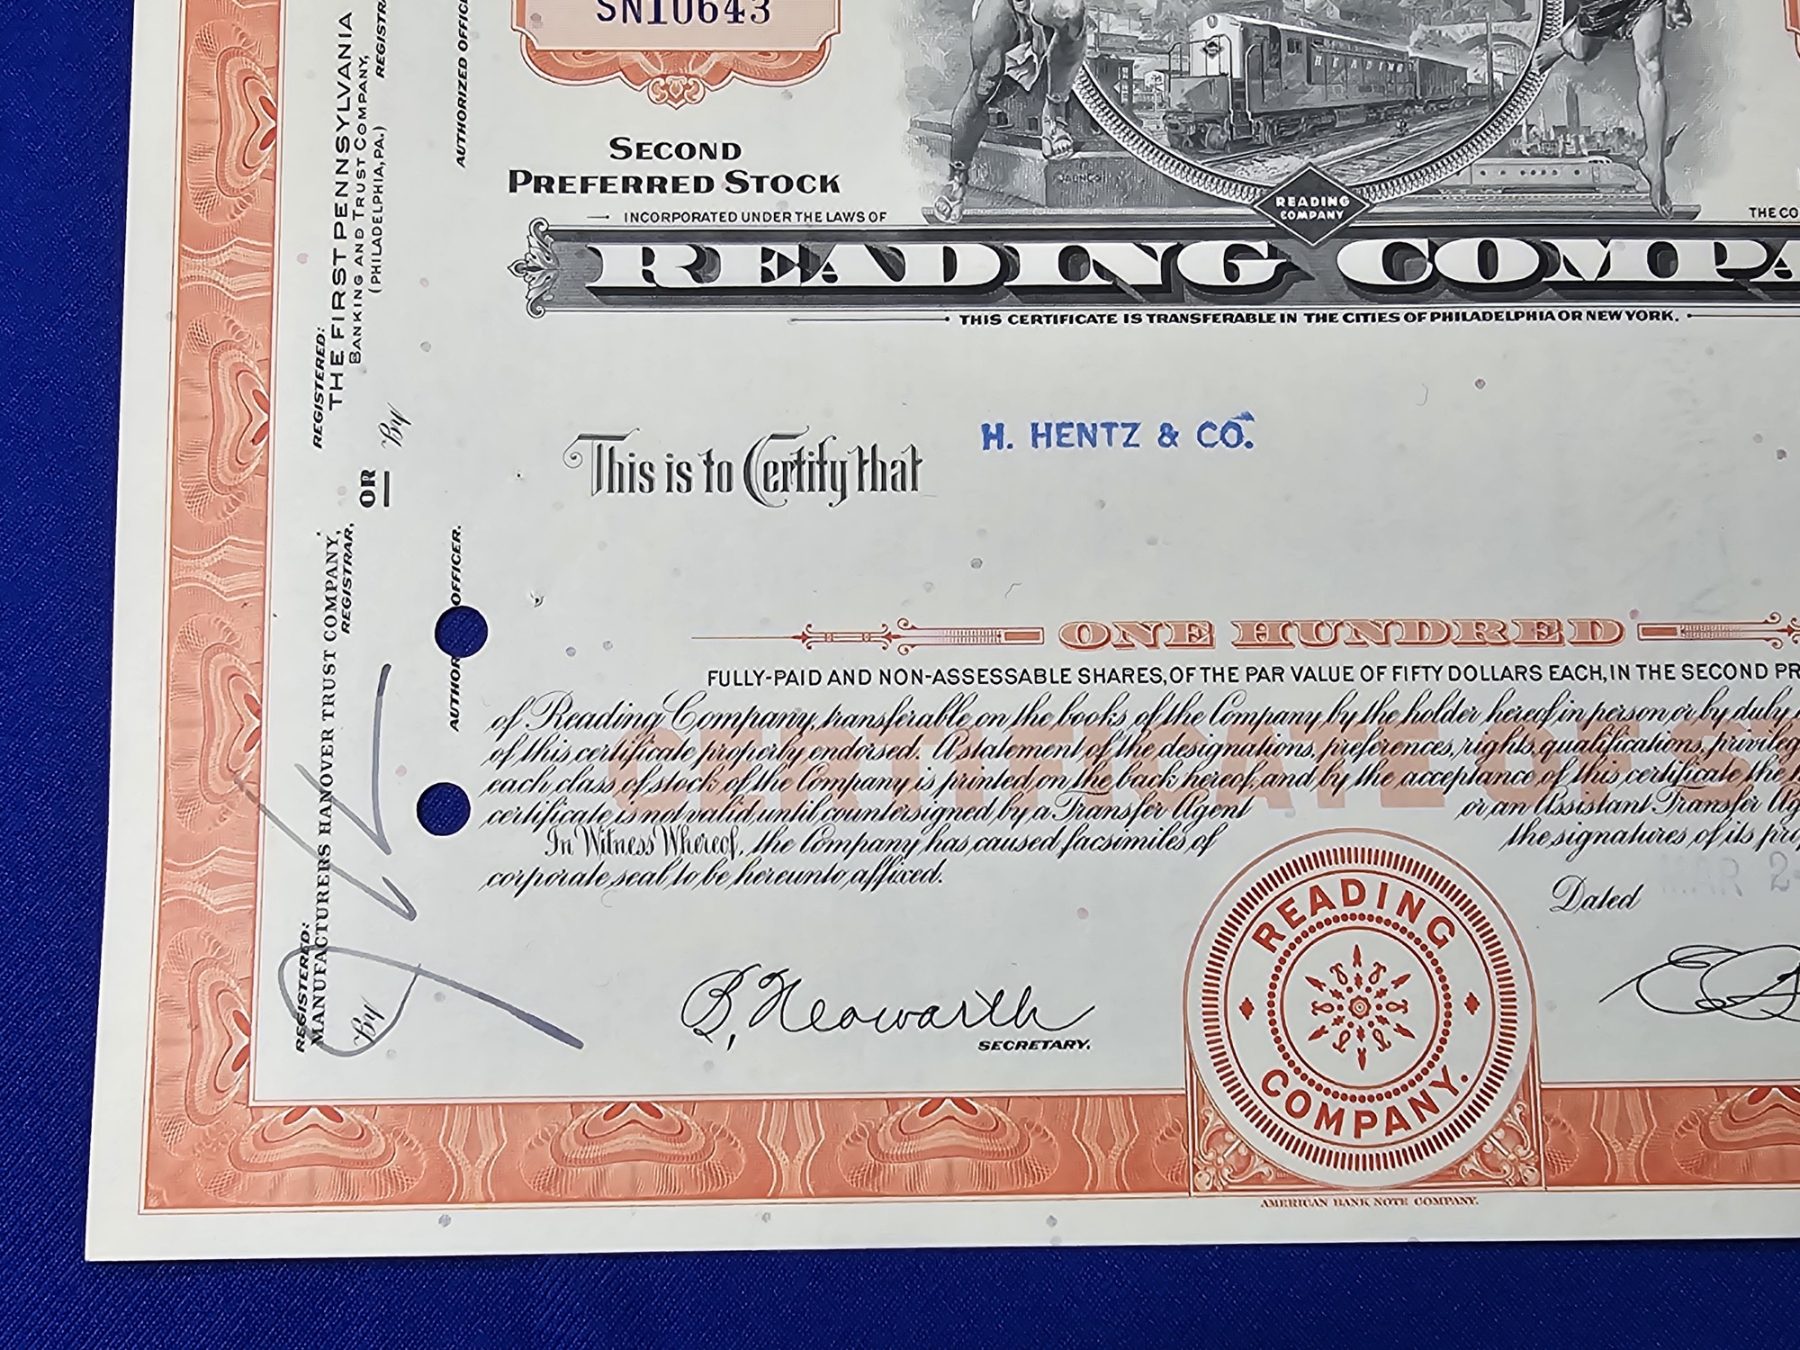 SN10643
SECOND
PREFERRED STOCK
INCORPORATED UNDER THE LAWS OF
THE CO
READING
READING
COMPANY
READING COMPA
THIS CERTIFICATE IS TRANSFERABLE IN THE CITIES OF PHILADELPHIA OR NEW YORK.
This is to Certify that
H. HENTZ & CO.
ONE HUNDRED
FULLY-PAID AND NON-ASSESSABLE SHARES, OF THE PAR VALUE OF FIFTY DOLLARS EACH, IN THE SECOND PR
of Reading Company, transferable on the books of the Company by the holder hereof in person or by duly
of this certificate properly endorsed. A statement of the designations, preferences, rights, qualifications, privileg
each class of stock of the Company is printed on the back hereof, and by the acceptance of this certificate the h
certificate is not valid until countersigned by a Transfer Agent or an Assistant Transfer Ag
CERTIFICATE OF S
In Witness Whereof, the Company has caused facsimiles of the signatures of its pro
corporate seal to be hereunto affixed.
Dated
B. Heawarth
SECRETARY.
READING
COMPANY.
AMERICAN BANK NOTE COMPANY.
REGISTERED:
MANUFACTURERS HANOVER TRUST COMPANY,
REGISTRAR,
By
AUTHOR OFFICER.
OR
REGISTERED:
THE FIRST PENNSYLVANIA
BANKING AND TRUST COMPANY,
(PHILADELPHIA, PA.)
REGISTRA
By
AUTHORIZED OFFIC